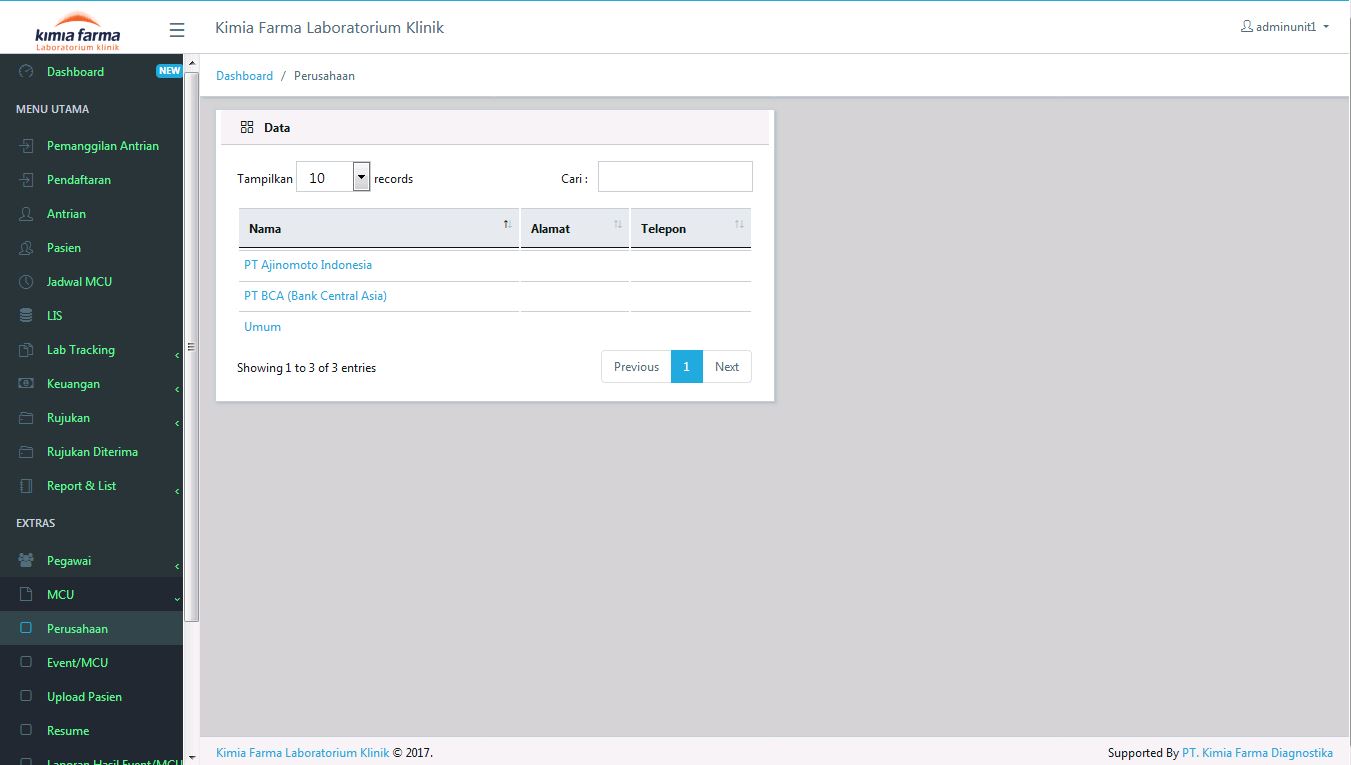 kimia farma
Laboratorium klinik
Kimia Farma Laboratorium Klinik
adminunit1
Dashboard NEW
MENU UTAMA
Pemanggilan Antrian
Pendaftaran
Antrian
Pasien
Jadwal MCU
LIS
Lab Tracking
Keuangan
Rujukan
Rujukan Diterima
Report & List
EXTRAS
Pegawai
MCU
Perusahaan
Event/MCU
Upload Pasien
Resume
Laporan Hasil Event/MCU
Dashboard / Perusahaan
Data
Tampilkan 10 records
Cari :
Nama Alamat Telepon
PT Ajinomoto Indonesia
PT BCA (Bank Central Asia)
Umum
Showing 1 to 3 of 3 entries
Previous 1 Next
Kimia Farma Laboratorium Klinik © 2017.
Supported By PT. Kimia Farma Diagnostika